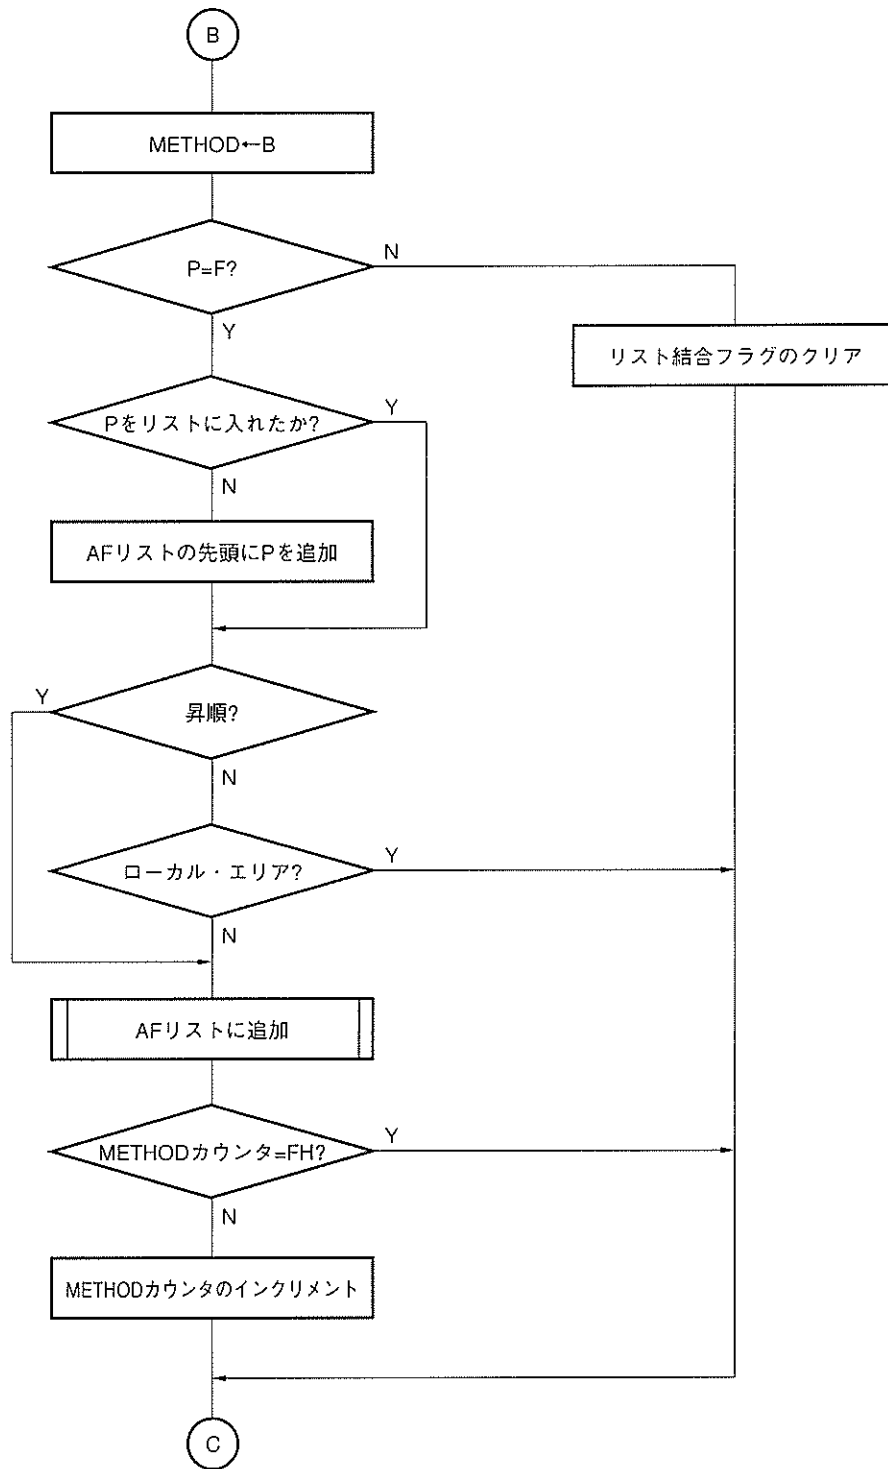 B
METHOD←B
P=F?
N
Y
リスト結合フラグのクリア
Pをリストに入れたか?
Y
N
AFリストの先頭にPを追加
Y
昇順?
N
ローカル・エリア?
Y
N
AFリストに追加
METHODカウンタ=FH?
Y
N
METHODカウンタのインクリメント
C